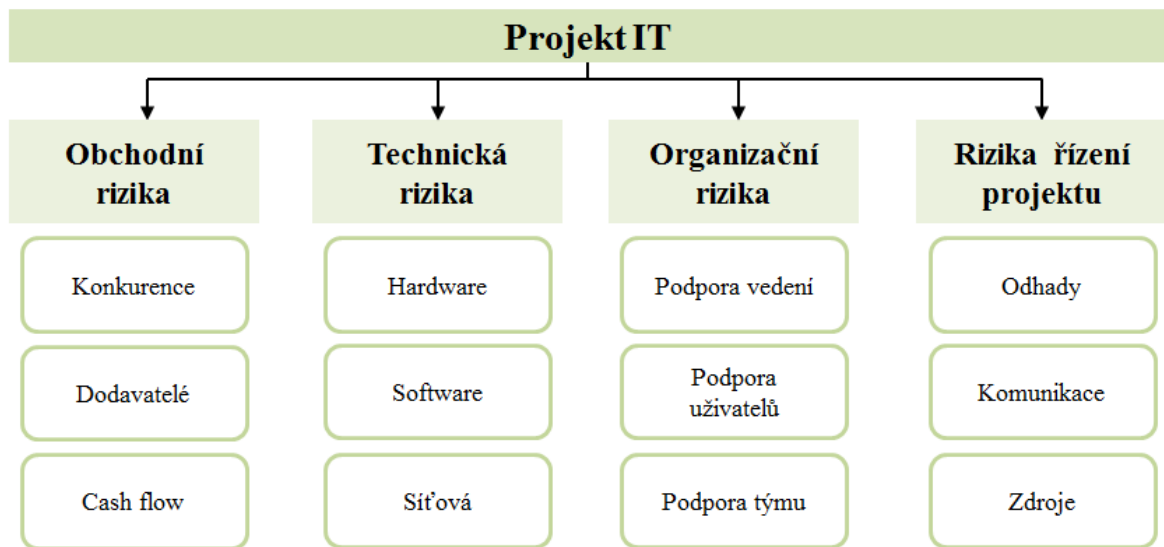 Projekt IT
Obchodní
rizika
Technická
rizika
Organizační
rizika
Rizika řízení
projektu
Konkurence
Hardware
Podpora vedení
Odhady
Dodavatelé
Software
Podpora
uživatelů
Komunikace
Cash flow
Síťová
Podpora týmu
Zdroje